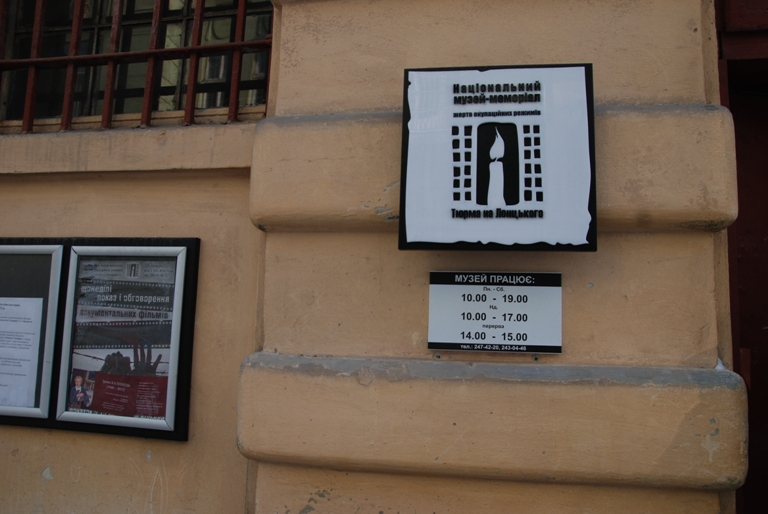 Національний
музей-меморіал
жертв окупаційних режимів
Тюрма на Лонцького
МУЗЕЙ ПРАЦЮЄ:
Пн. - Сб.
10.00 - 19.00
Нд.
10.00 - 17.00
перерва
14.00 - 15.00
тел.: 247-42-20, 243-04-46
показ і обговорення
документальних фільмів